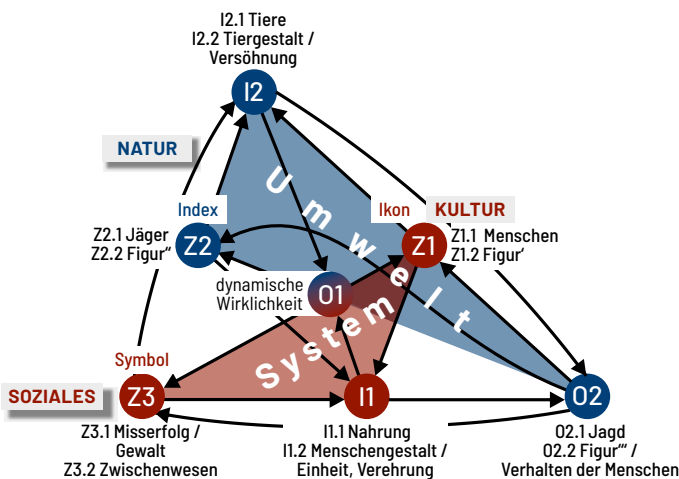 I2.1 Tiere
I2.2 Tiergestalt /
Versöhnung
I2
NATUR
Umwelt
Index
Ikon
KULTUR
Z2.1 Jäger
Z2.2 Figur‘‘
Z2
Z1
Z1.1 Menschen
Z1.2 Figur‘
dynamische
Wirklichkeit
O1
System
Symbol
SOZIALES
Z3
I1
O2
Z3.1 Misserfolg /
Gewalt
Z3.2 Zwischenwesen
I1.1 Nahrung
I1.2 Menschengestalt /
Einheit, Verehrung
O2.1 Jagd
O2.2 Figur‘‘‘ /
Verhalten der Menschen